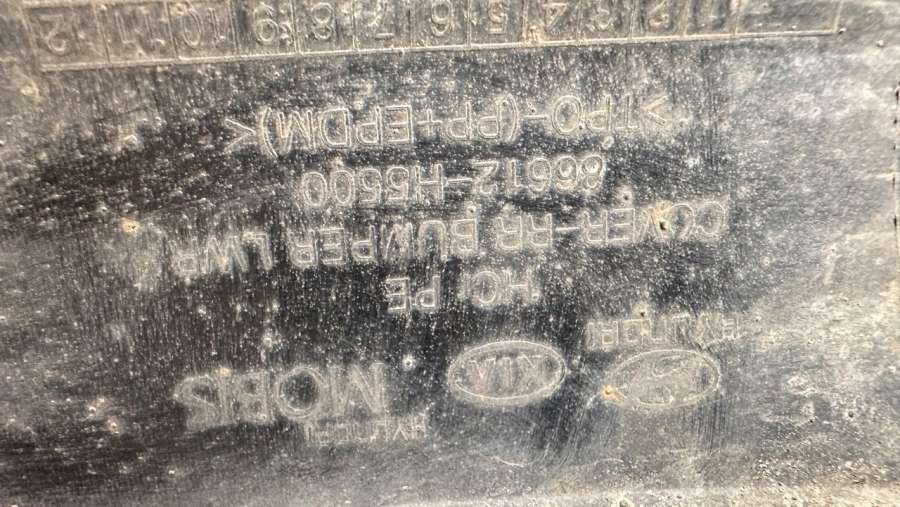 HYUNDAI
MOBIS
KIA
HYUNDAI
HCr PE
COVER-RR BUMPER LWR
86612-H5500
>TPO-(PP+EPDM)<
1 2 3 4 5 6 7 8 9 10 11 12